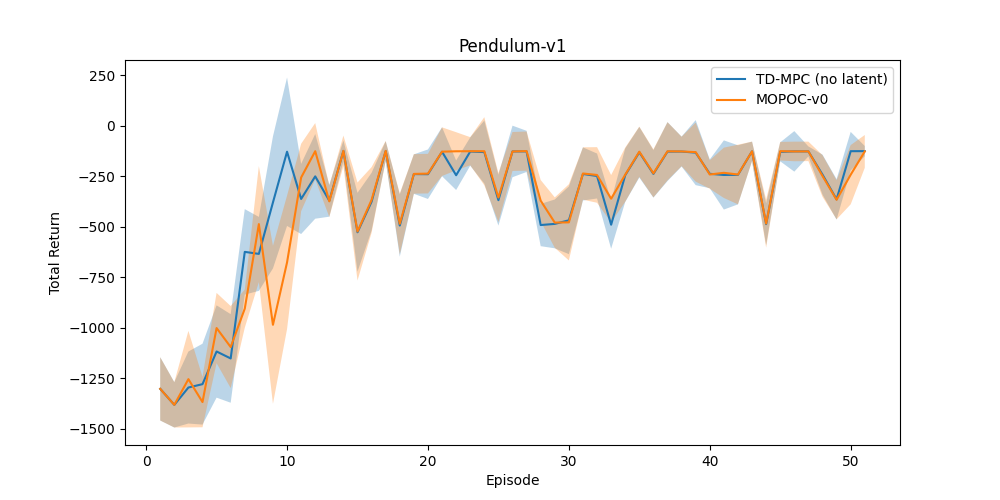 Pendulum-v1
TD-MPC (no latent)
MOPOC-v0
Total Return
250
0
−250
−500
−750
−1000
−1250
−1500
0 10 20 30 40 50
Episode